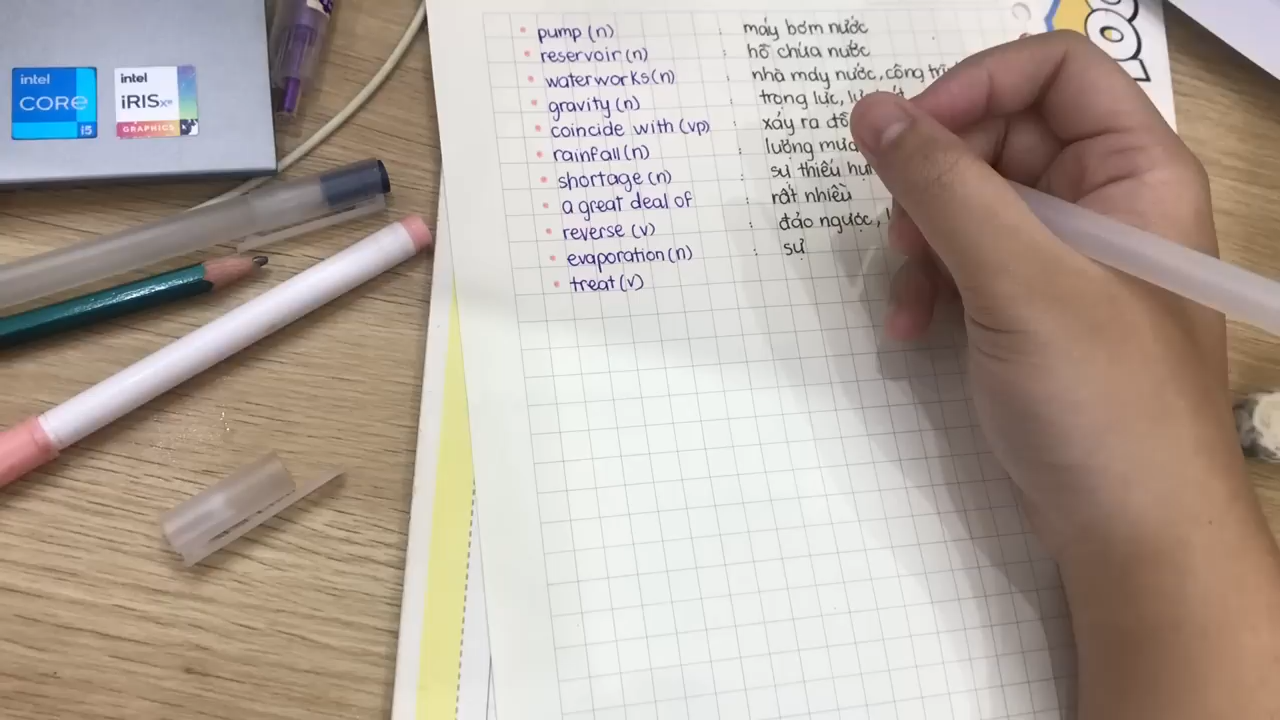 intel
CORE
i5
intel
iRISxe
GRAPHICS
pump (n) : máy bơm nước
reservoir (n) : hồ chứa nước
waterworks (n) : nhà máy nước, công
gravity (n) : trọng lực,
coincide with (vp) : xảy ra
rainfall (n) : lượng
shortage (n) : sự thiếu
a great deal of : rất nhiều
reverse (v) : đảo ngược,
evaporation (n) : sự
treat (v)